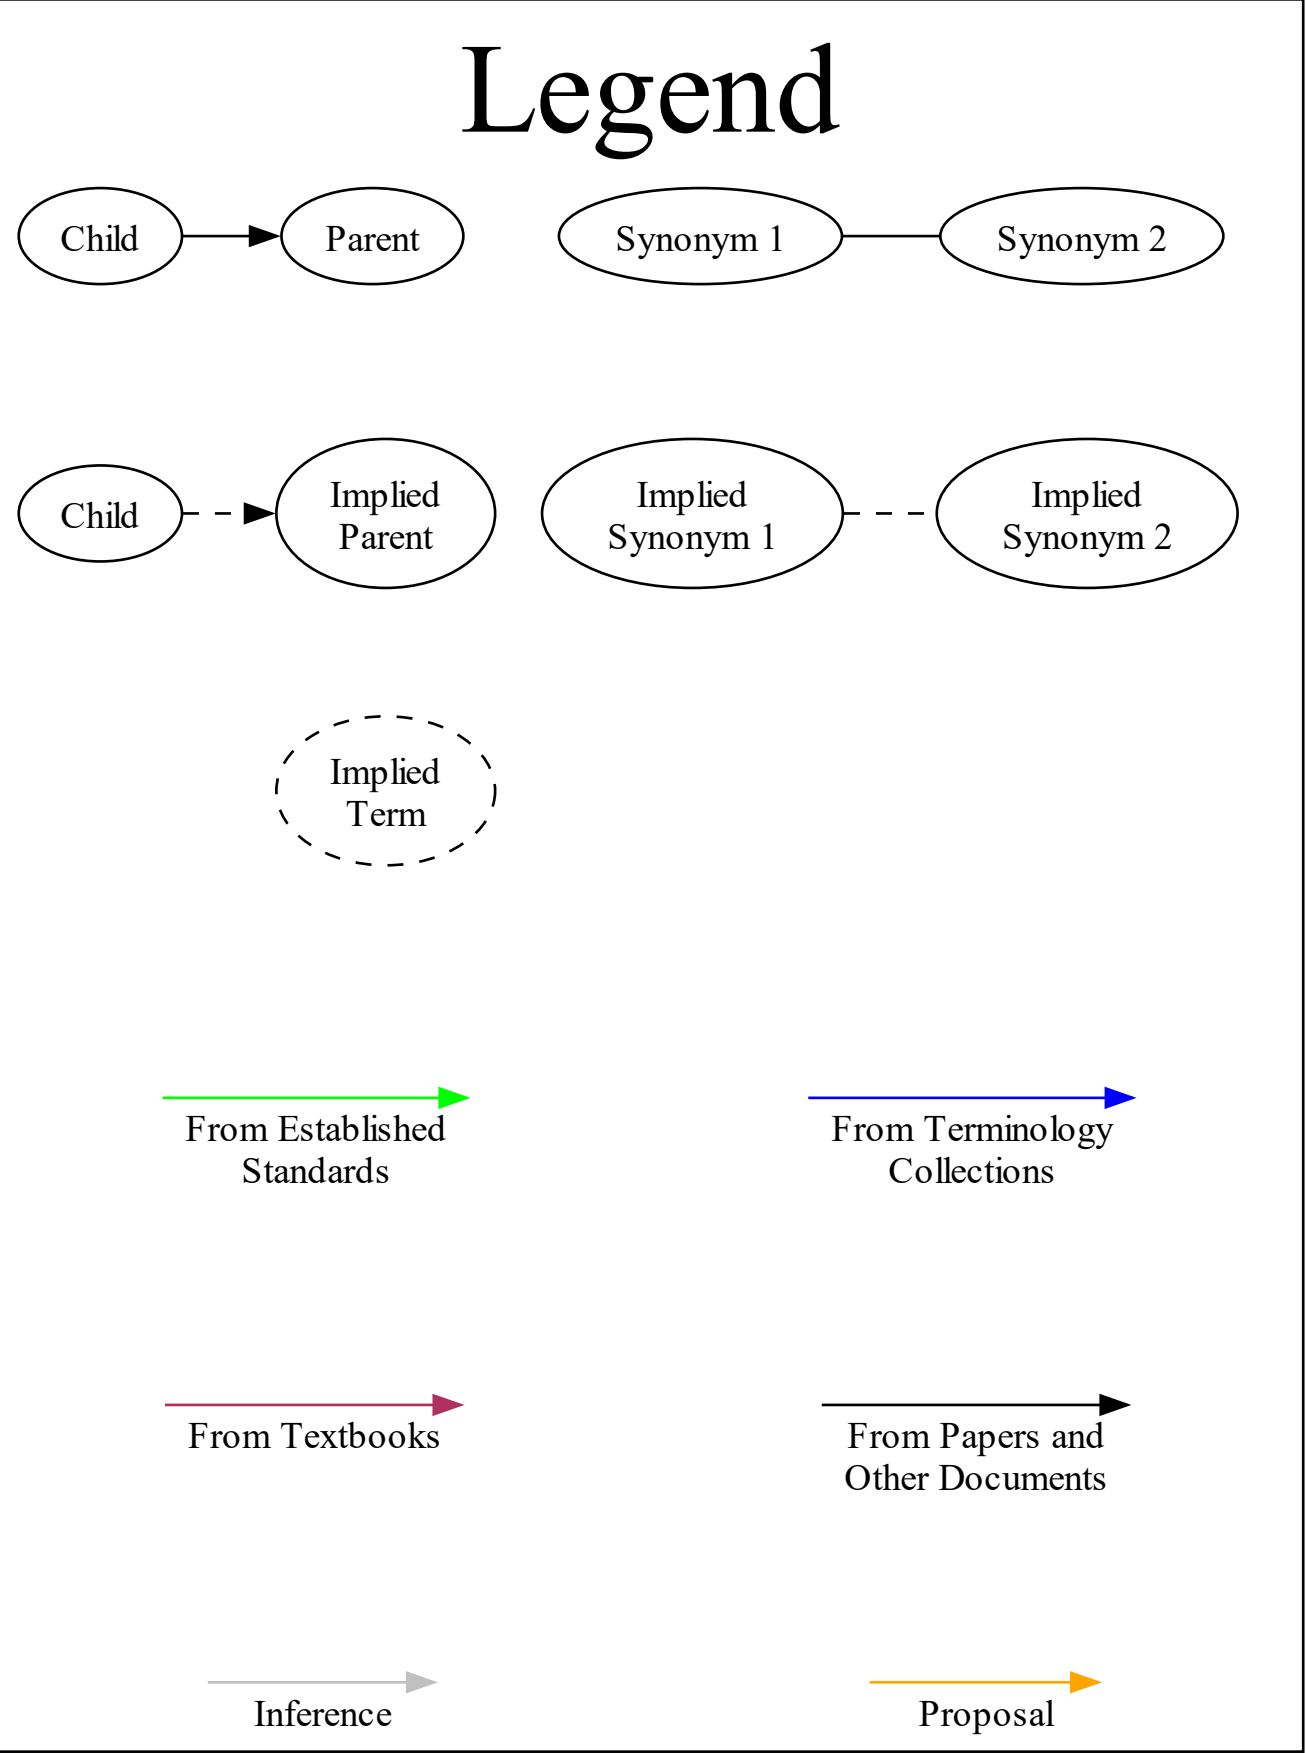 Legend
Child
Parent
Synonym 1
Synonym 2
Child
Implied
Parent
Implied
Synonym 1
Implied
Synonym 2
Implied
Term
From Established
Standards
From Terminology
Collections
From Textbooks
From Papers and
Other Documents
Inference
Proposal